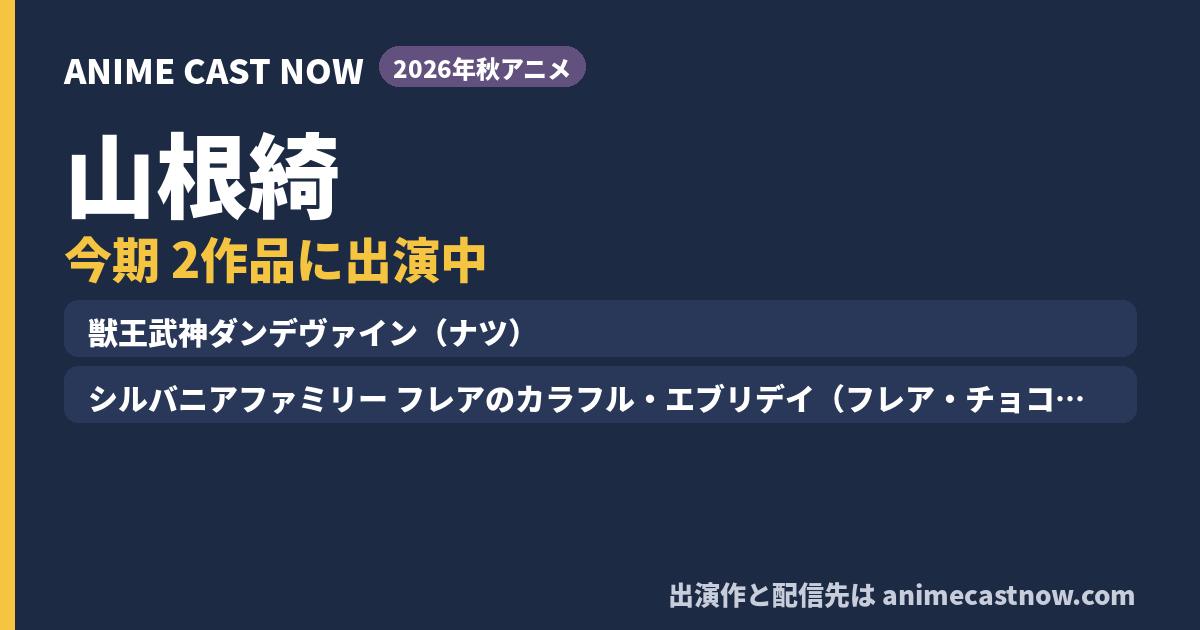 ANIME CAST NOW 2026年秋アニメ
山根綺
今期 2作品に出演中
獣王武神ダンデヴァイン（ナツ）
シルバニアファミリー フレアのカラフル・エブリデイ（フレア・チョコ…
出演作と配信先は animecastnow.com